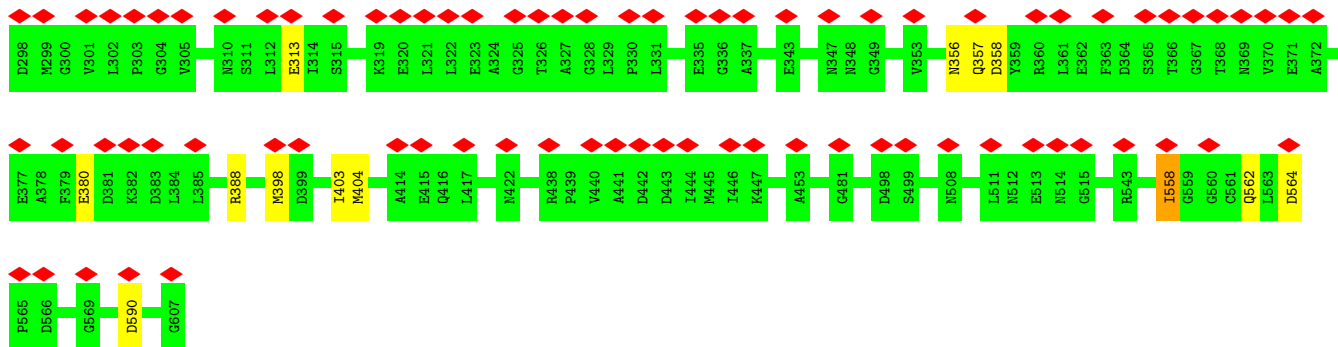 D298 M299 G300 V301 L302 P303 G304 V305 N310 S311 L312 E313 I314 S315 K319 E320 L321 L322 E323 A324 G325 T326 A327 G328 L329 P330 L331 E335 G336 A337 E343 N347 N348 G349 V353 N356 Q357 D358 Y359 R360 L361 E362 F363 D364 S365 T366 G367 T368 N369 V370 E371 A372
E377 A378 F379 E380 D381 K382 D383 L384 L385 R388 M398 D399 I403 M404 A414 E415 Q416 L417 N422 R438 P439 V440 A441 D442 D443 I444 M445 I446 K447 A453 G481 D498 S499 N508 L511 N512 E513 N514 G515 R543 I558 G559 G560 C561 Q562 L563 D564
P565 D566 G569 D590 G607